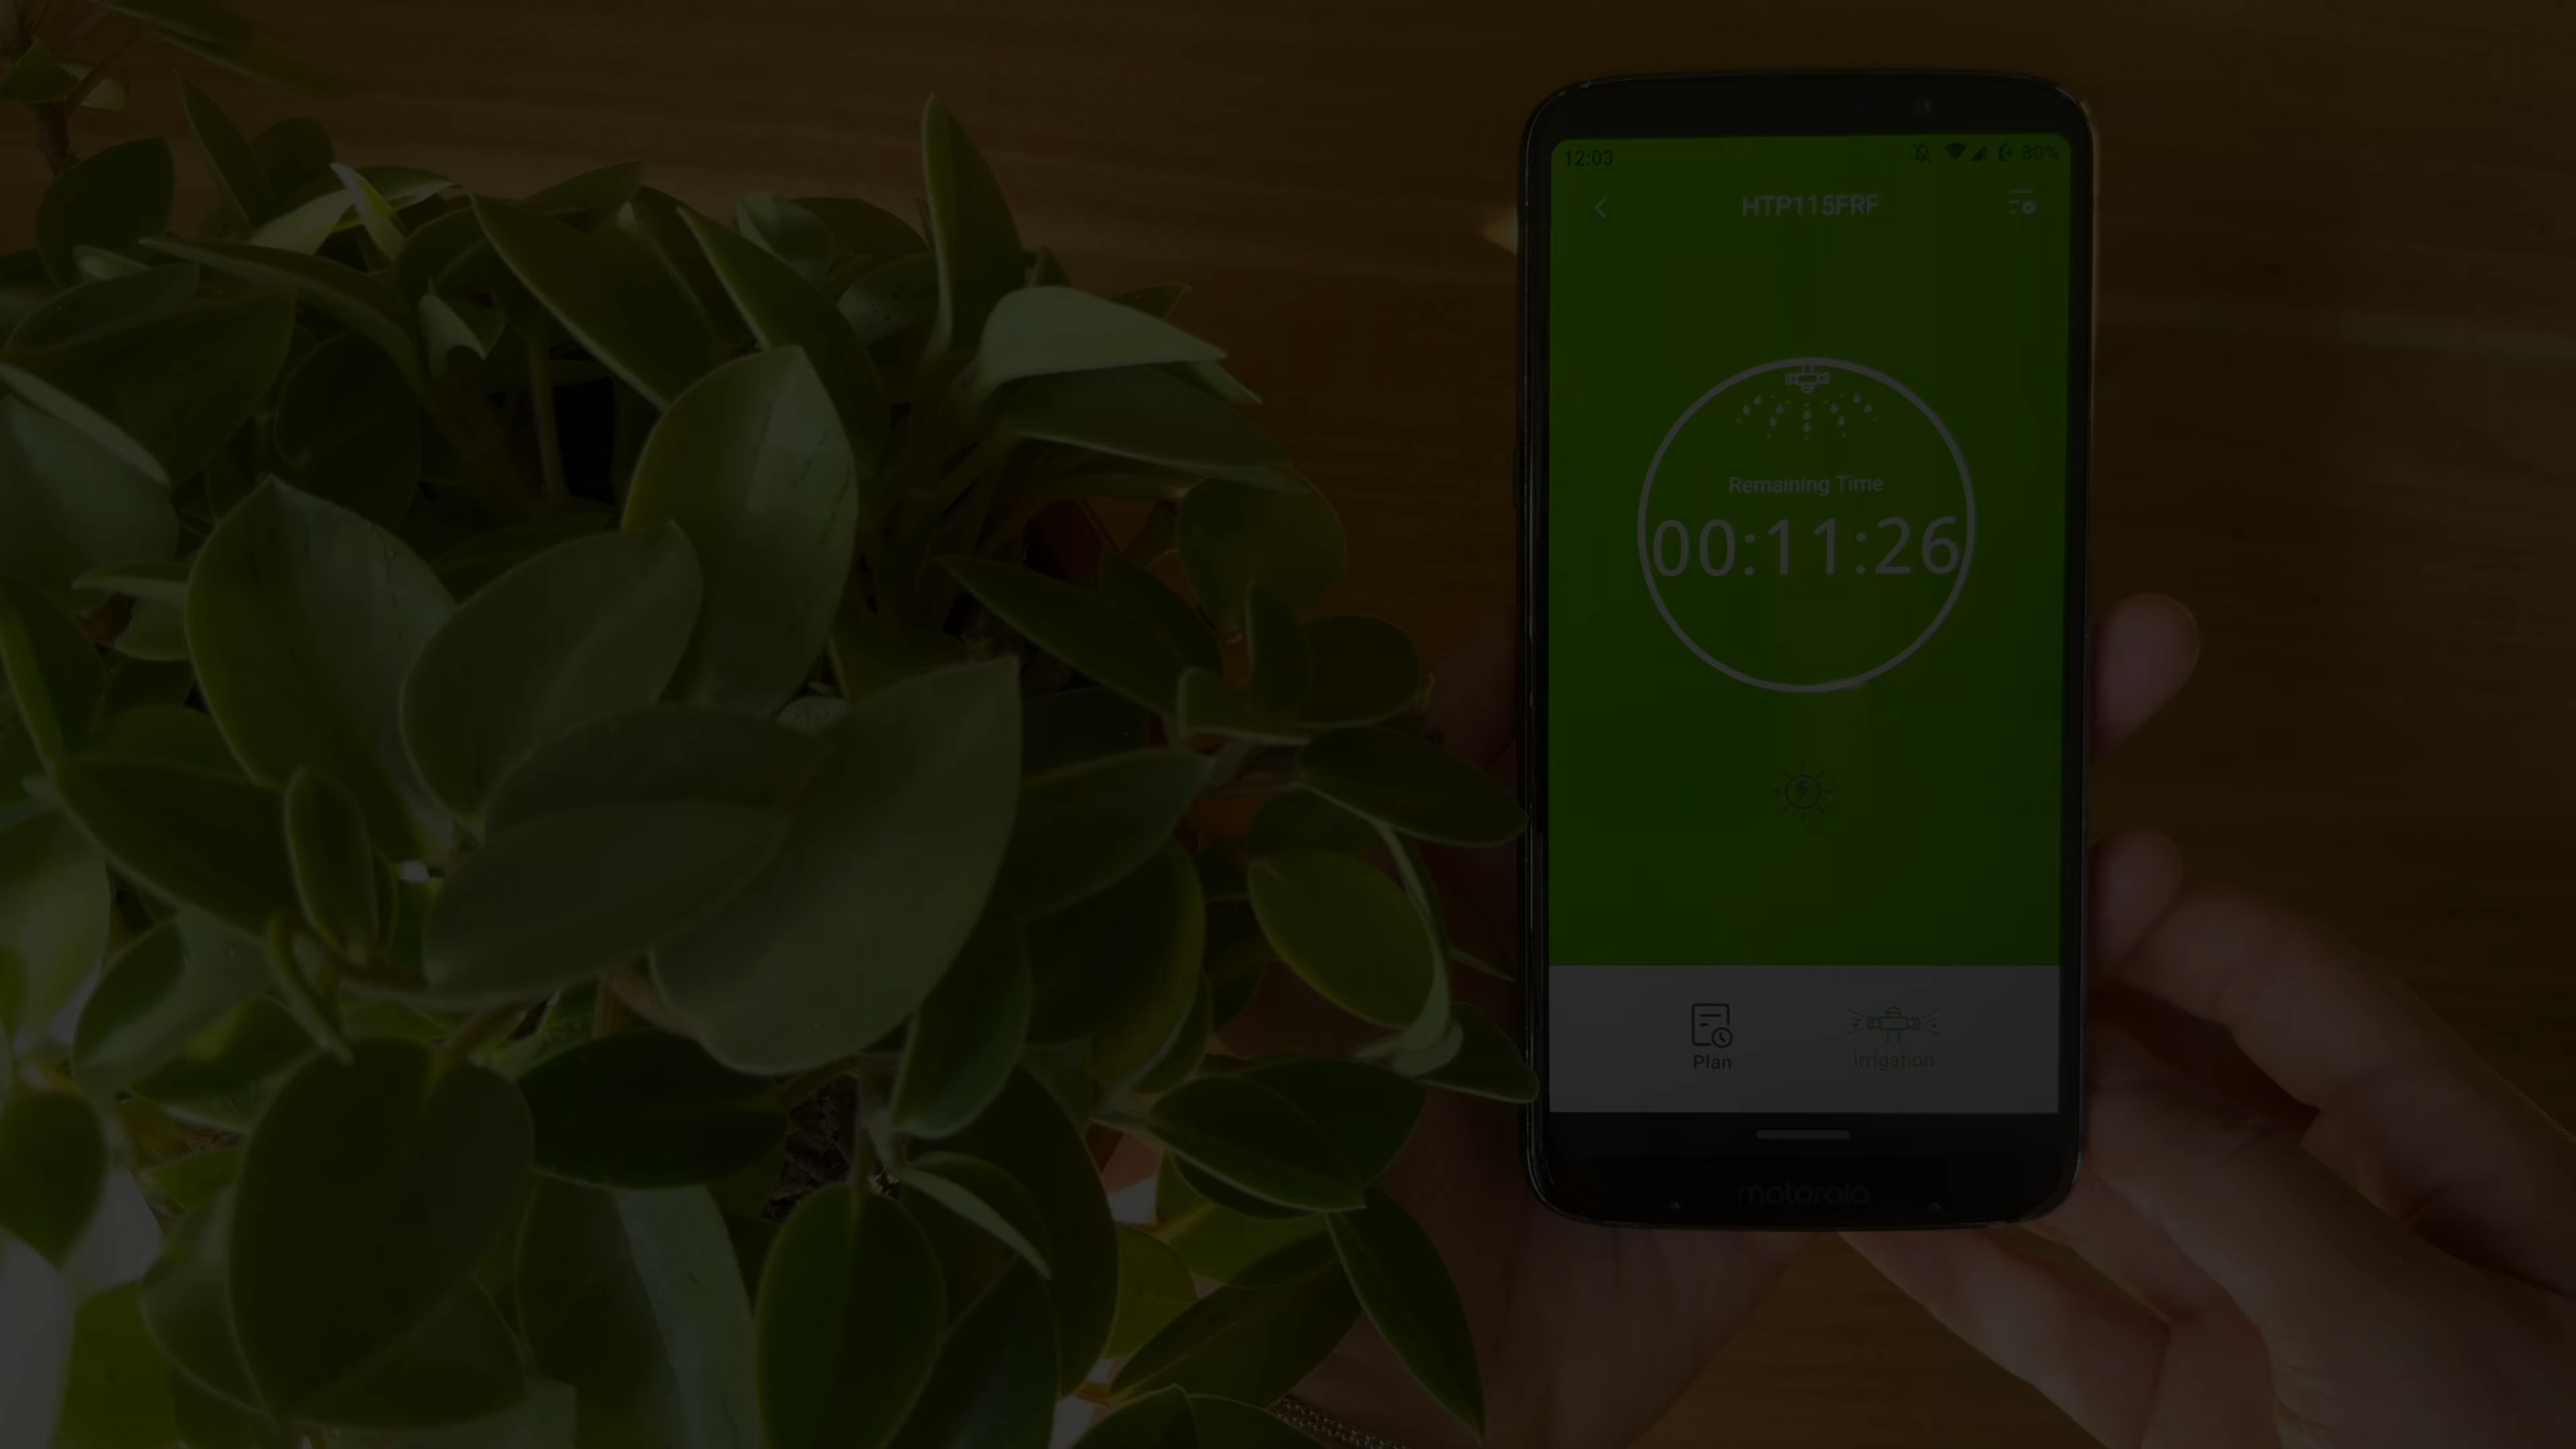 12:03
80%
HTP115FRF
Remaining Time
00:11:26
Plan
Irrigation
motorola